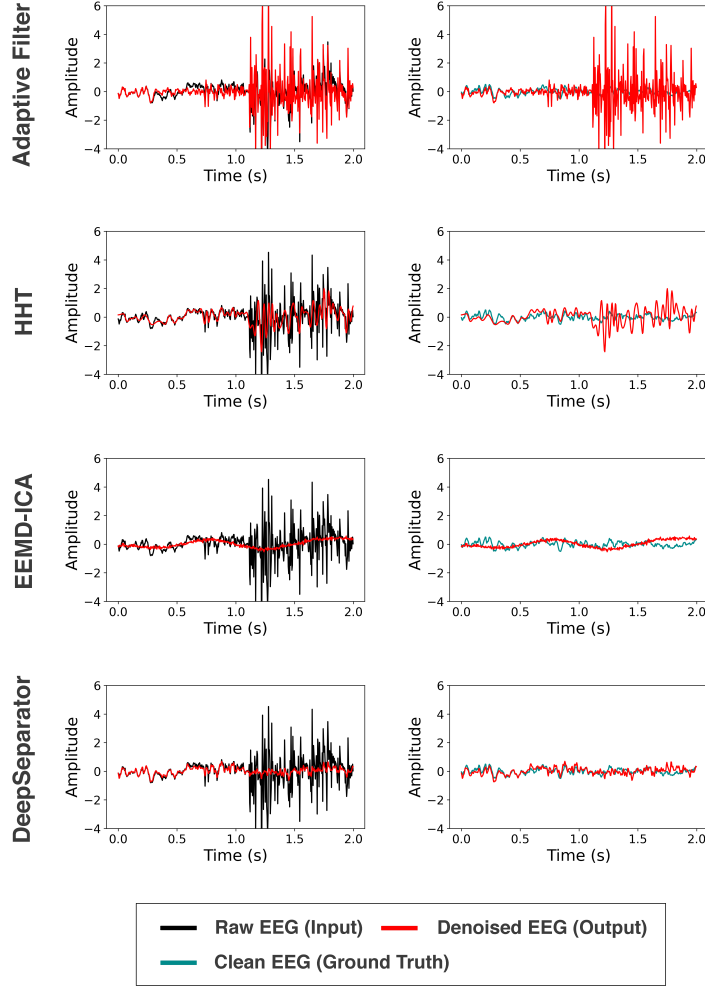 Adaptive Filter
Amplitude
6
4
2
0
−2
−4
0.0 0.5 1.0 1.5 2.0
Time (s)
Amplitude
6
4
2
0
−2
−4
0.0 0.5 1.0 1.5 2.0
Time (s)
HHT
Amplitude
6
4
2
0
−2
−4
0.0 0.5 1.0 1.5 2.0
Time (s)
Amplitude
6
4
2
0
−2
−4
0.0 0.5 1.0 1.5 2.0
Time (s)
EEMD-ICA
Amplitude
6
4
2
0
−2
−4
0.0 0.5 1.0 1.5 2.0
Time (s)
Amplitude
6
4
2
0
−2
−4
0.0 0.5 1.0 1.5 2.0
Time (s)
DeepSeparator
Amplitude
6
4
2
0
−2
−4
0.0 0.5 1.0 1.5 2.0
Time (s)
Amplitude
6
4
2
0
−2
−4
0.0 0.5 1.0 1.5 2.0
Time (s)
Raw EEG (Input) Denoised EEG (Output)
Clean EEG (Ground Truth)